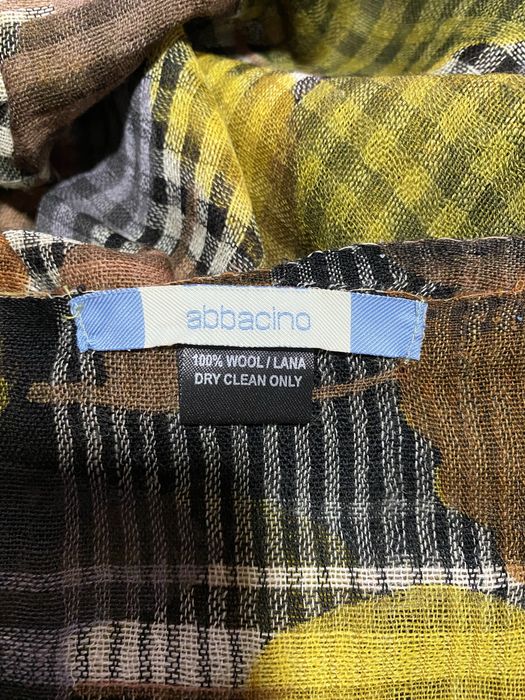 abbacino
100% WOOL / LANA
DRY CLEAN ONLY